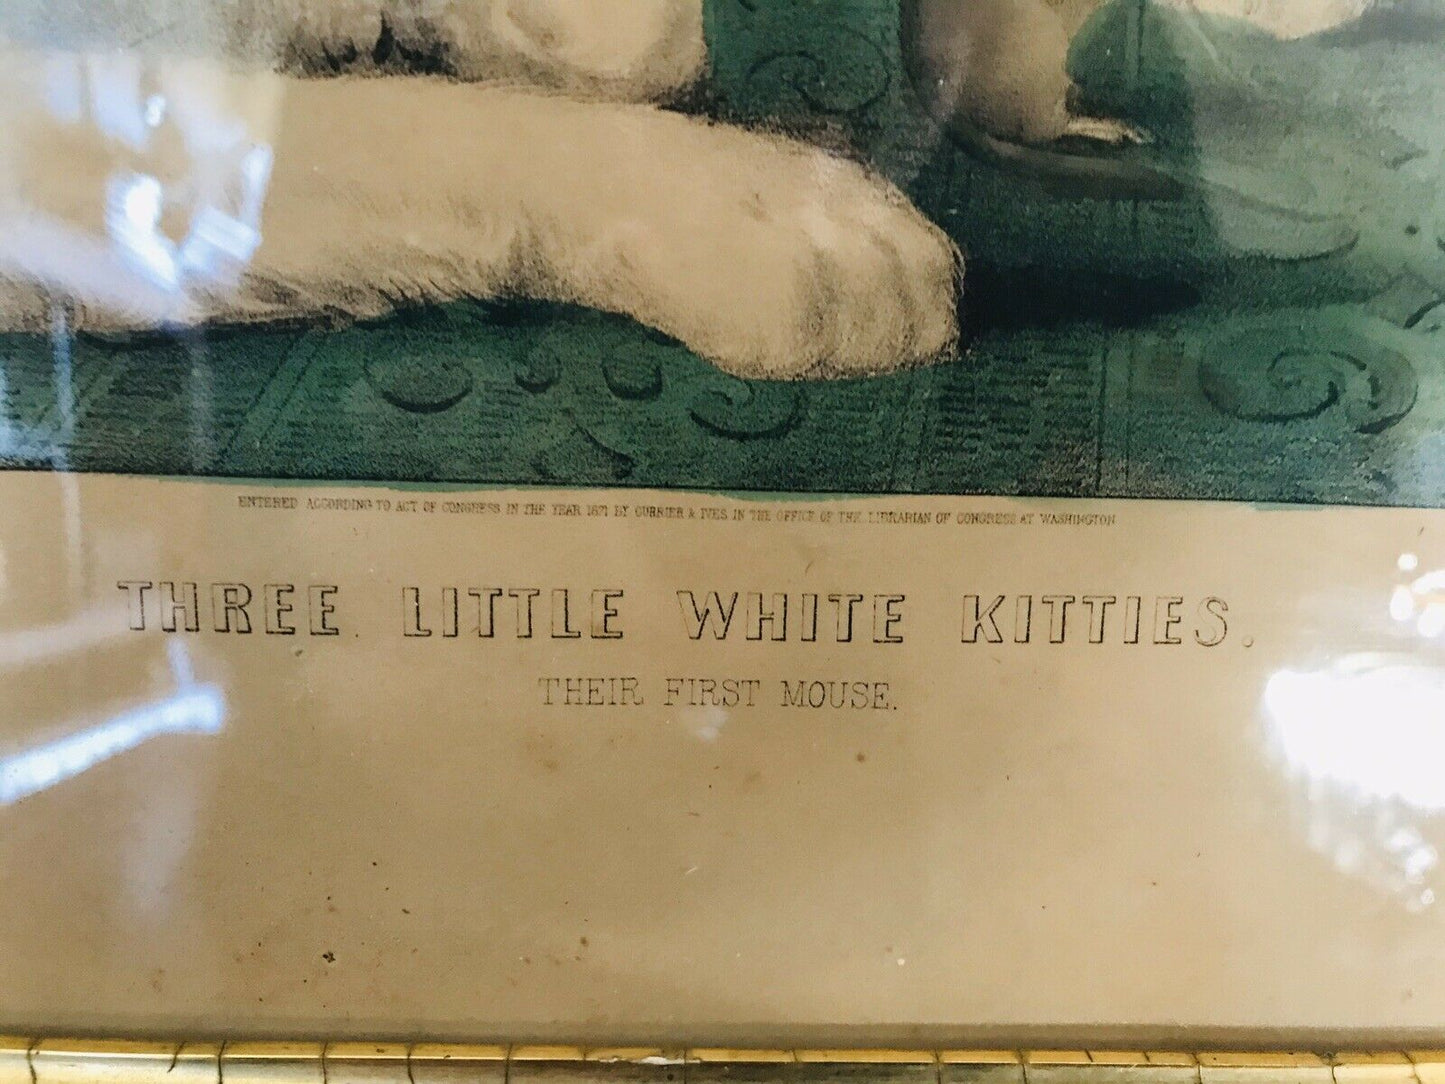 ENTERED ACCORDING TO ACT OF CONGRESS IN THE YEAR 1871 BY CURRIER & IVES IN THE OFFICE OF THE LIBRARIAN OF CONGRESS AT WASHINGTON
THREE LITTLE WHITE KITTIES.
THEIR FIRST MOUSE.